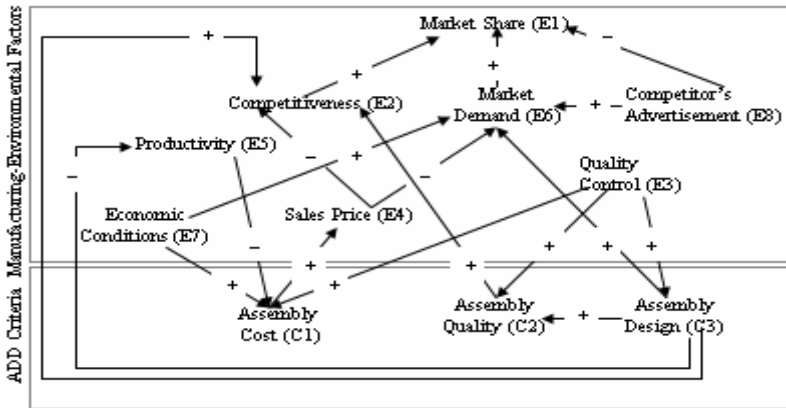 Manufacturing-Environmental Factors
ADD Criteria
Market Share (E1)
+
−
+
+
Competitiveness (E2)
Market
Demand (E6)
+
Competitor's
Advertisement (E8)
Productivity (E5)
−
−
+
−
Quality
Control (E3)
Economic
Conditions (E7)
Sales Price (E4)
−
+
+
+
+
+
+
+
Assembly
Cost (C1)
Assembly
Quality (C2)
+
Assembly
Design (C3)